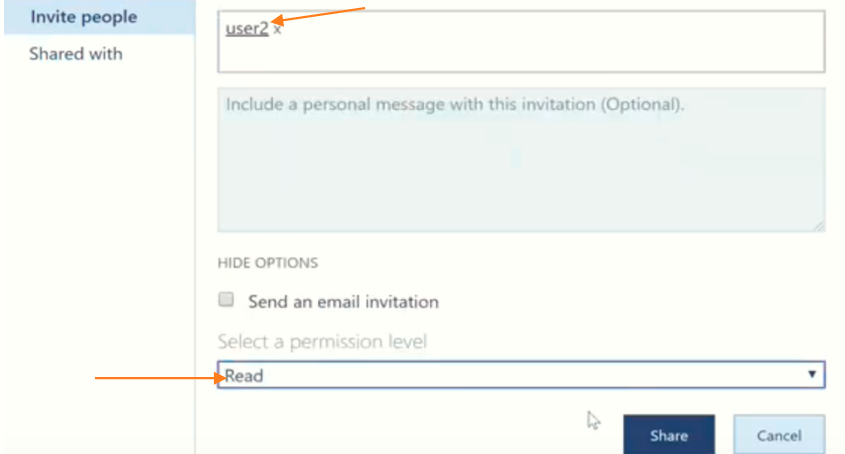 Invite people
Shared with
user2 x
Include a personal message with this invitation (Optional).
HIDE OPTIONS
Send an email invitation
Select a permission level
Read
Share
Cancel